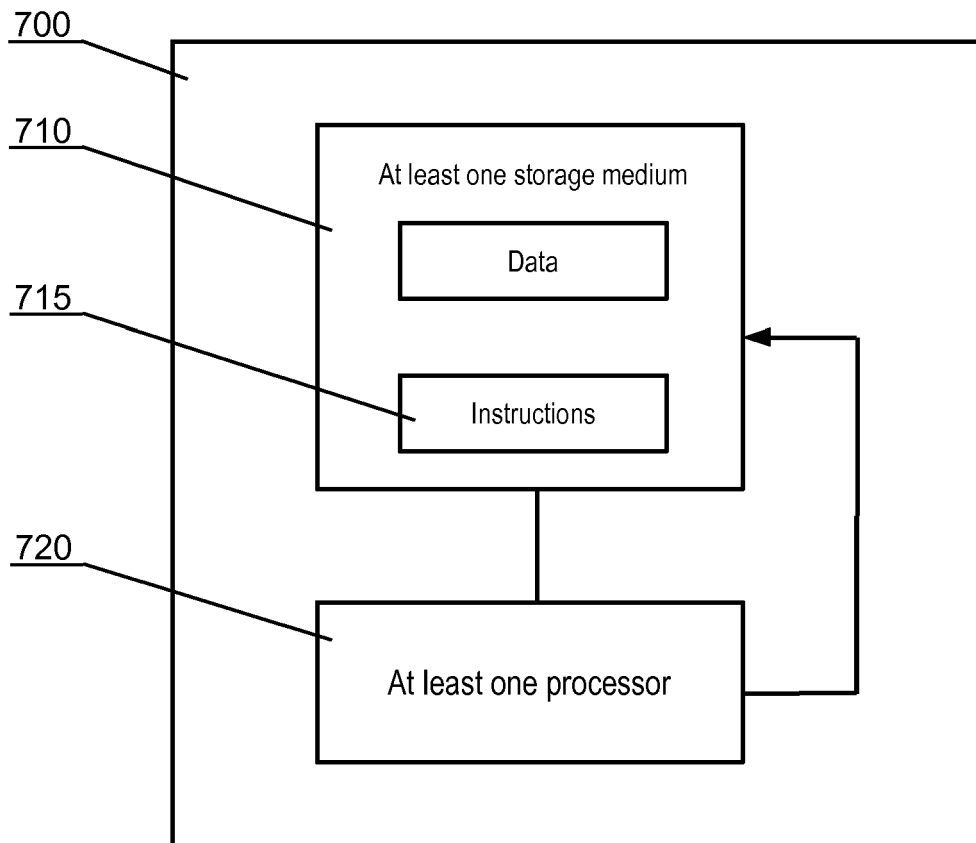 700
710
At least one storage medium
Data
715
Instructions
720
At least one processor